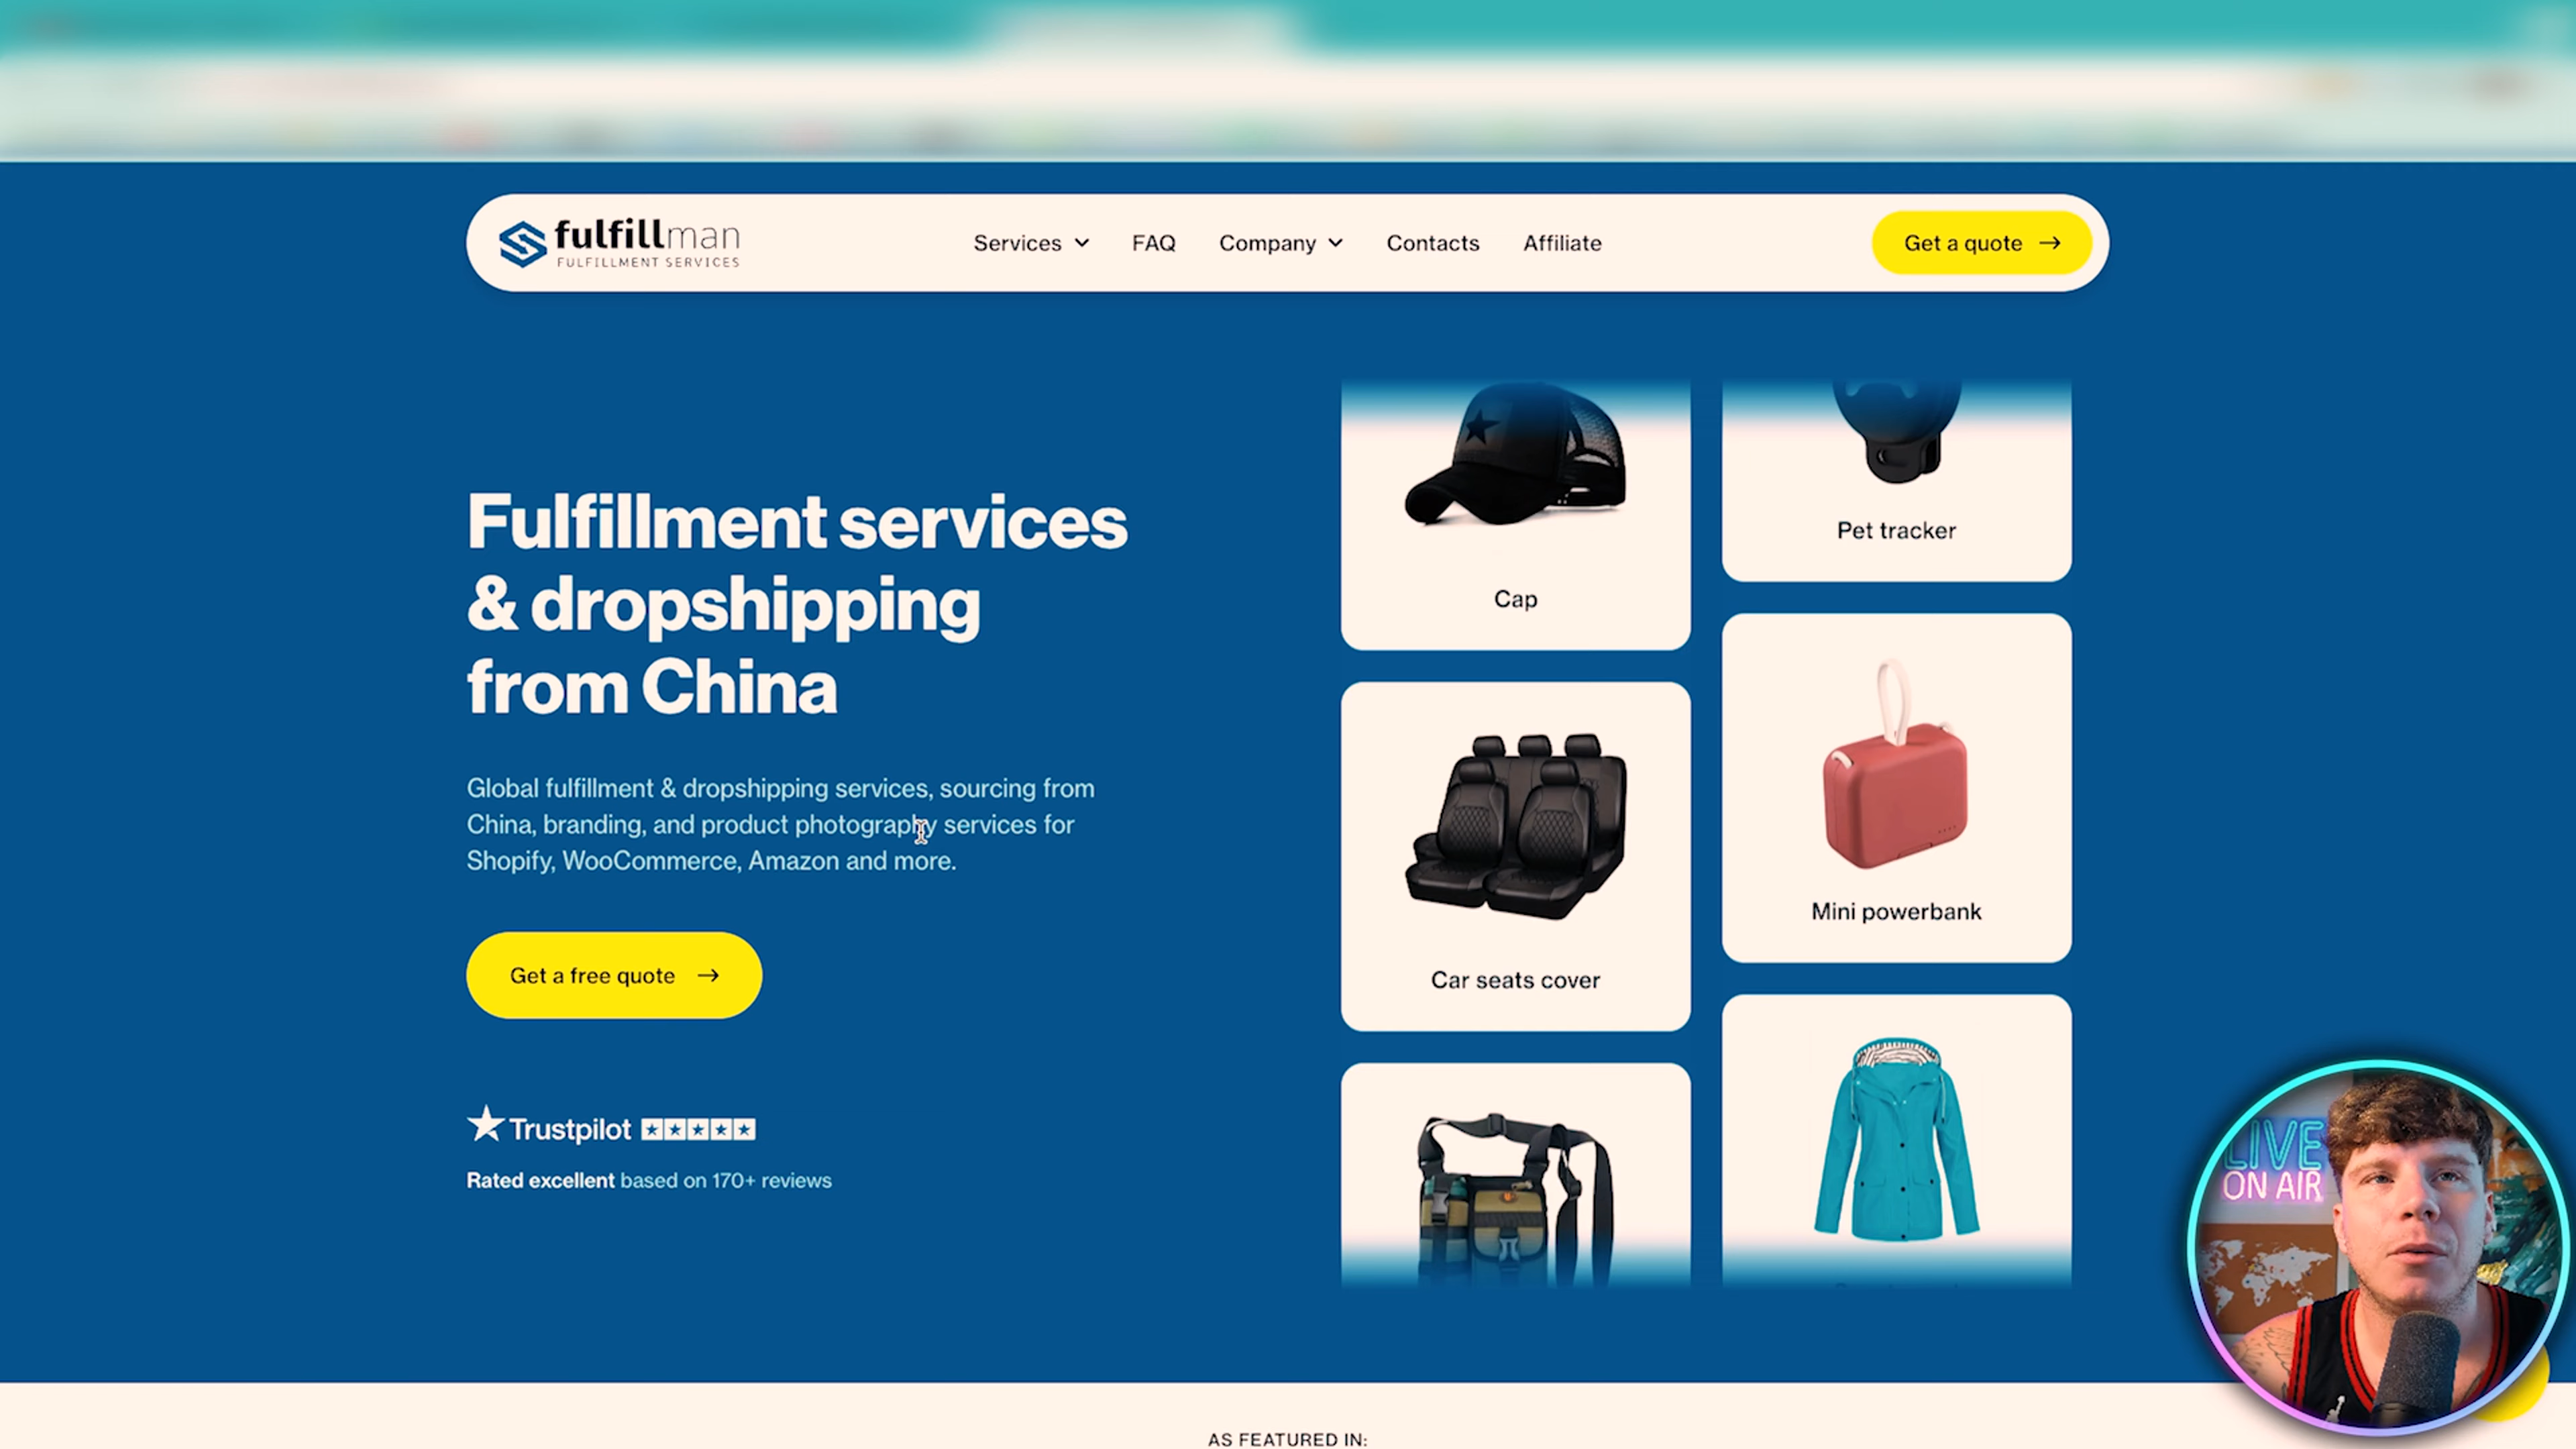 fulfillman
FULFILLMENT SERVICES
Services
FAQ
Company
Contacts
Affiliate
Get a quote
Fulfillment services
& dropshipping
from China
Global fulfillment & dropshipping services, sourcing from
China, branding, and product photography services for
Shopify, WooCommerce, Amazon and more.
Get a free quote
Trustpilot
Rated excellent based on 170+ reviews
Cap
Pet tracker
Car seats cover
Mini powerbank
LIVE
ON AIR
AS FEATURED IN: